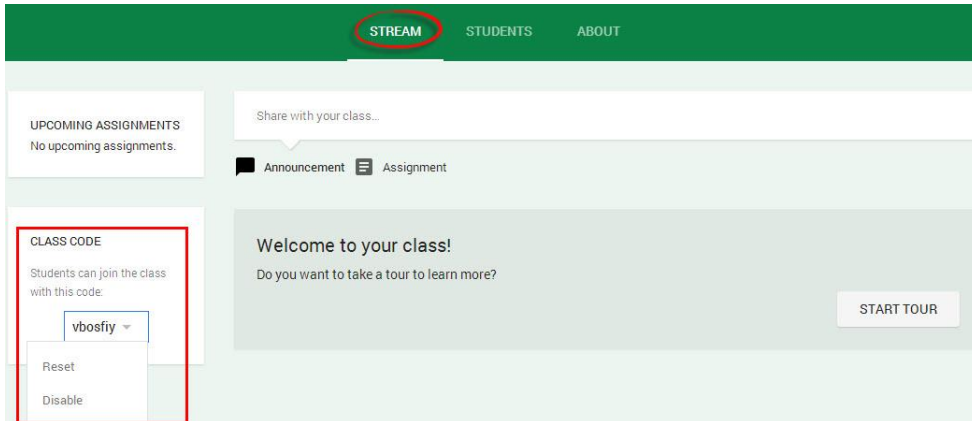 STREAM STUDENTS ABOUT
UPCOMING ASSIGNMENTS
No upcoming assignments.
Share with your class...
Announcement Assignment
CLASS CODE
Students can join the class
with this code:
vbosfiy
Reset
Disable
Welcome to your class!
Do you want to take a tour to learn more?
START TOUR